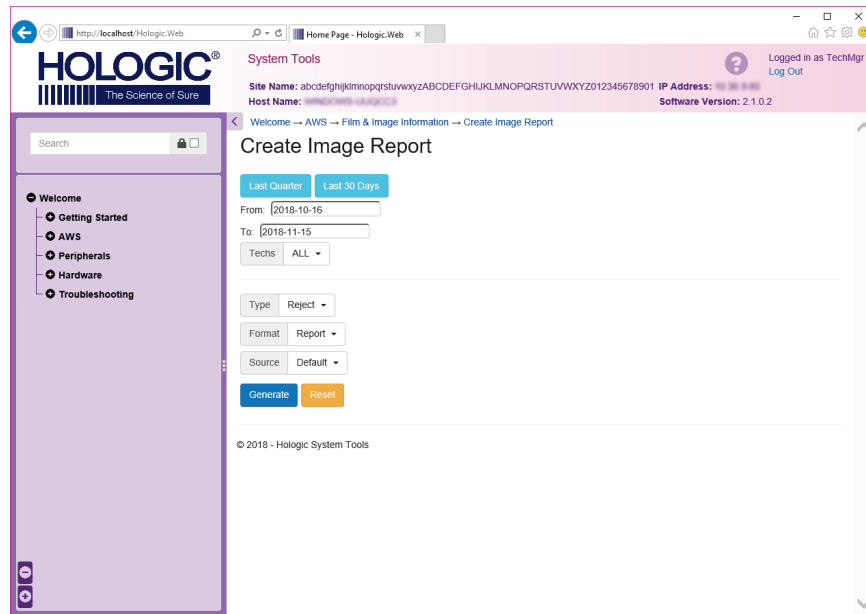 http://localhost/Hologic.Web
Home Page - Hologic.Web
HOLOGIC®
The Science of Sure
System Tools
Logged in as TechMgr
Log Out
Site Name: abcdefghijklmnopqrstuvwxyzABCDEFGHIJKLMNOPQRSTUVWXYZ012345678901 IP Address:
Host Name:
Software Version: 2.1.0.2
Welcome → AWS → Film & Image Information → Create Image Report
Search
Create Image Report
Last Quarter Last 30 Days
From: 2018-10-16
To: 2018-11-15
Techs ALL
Welcome
Getting Started
AWS
Peripherals
Hardware
Troubleshooting
Type Reject
Format Report
Source Default
Generate Reset
© 2018 - Hologic System Tools